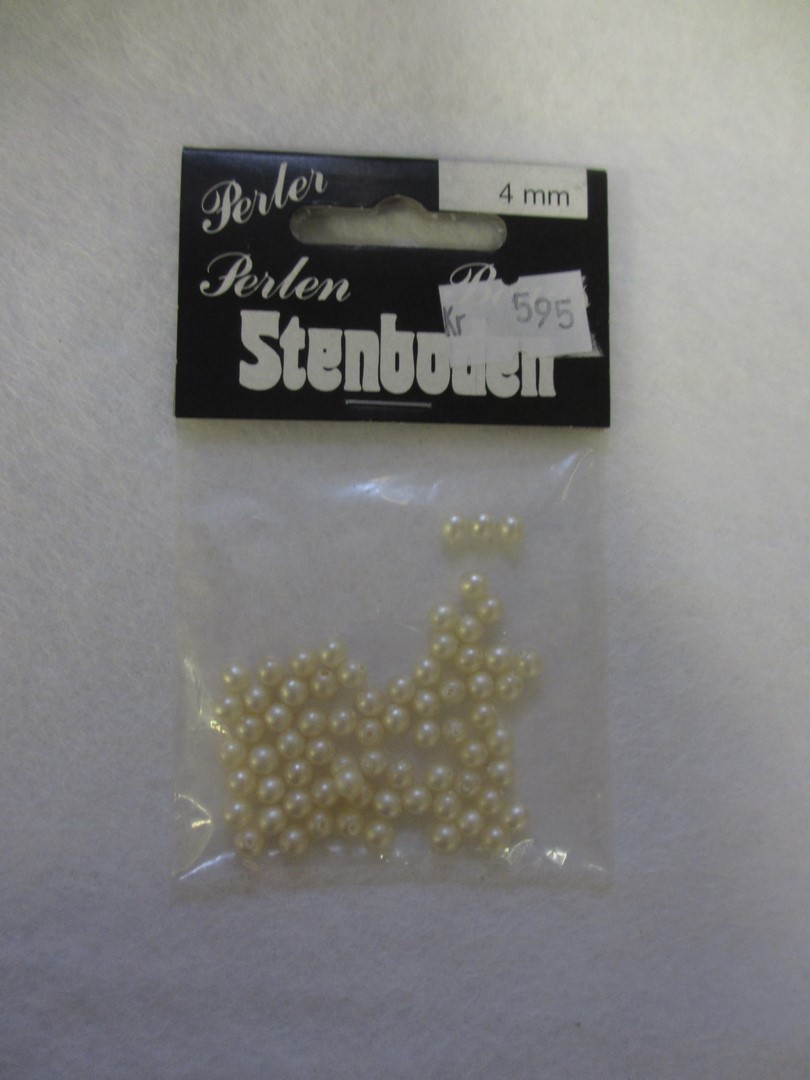 Perler
4 mm
Perlen
Kr 595
Stenboden